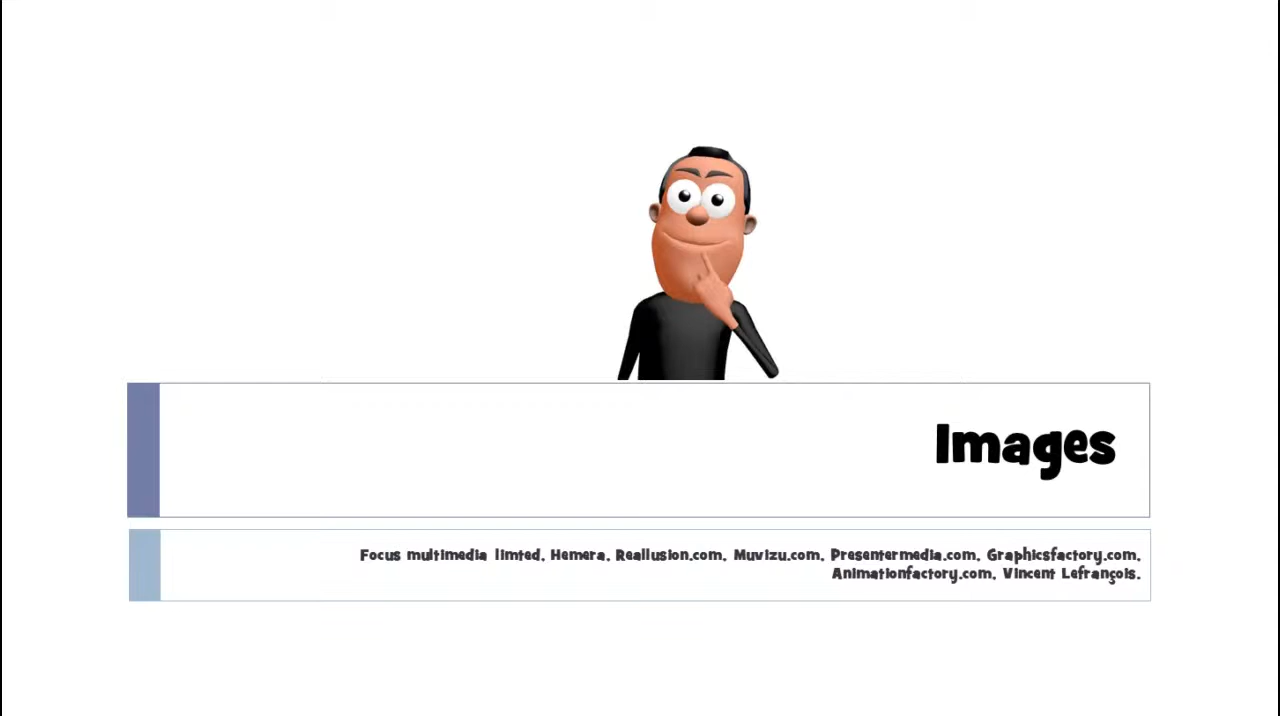 Images
Focus multimedia limted, Hemera, Reallusion.com, Muvizu.com, Presentermedia.com, Graphicsfactory.com,
Animationfactory.com, Vincent Lefrançois.